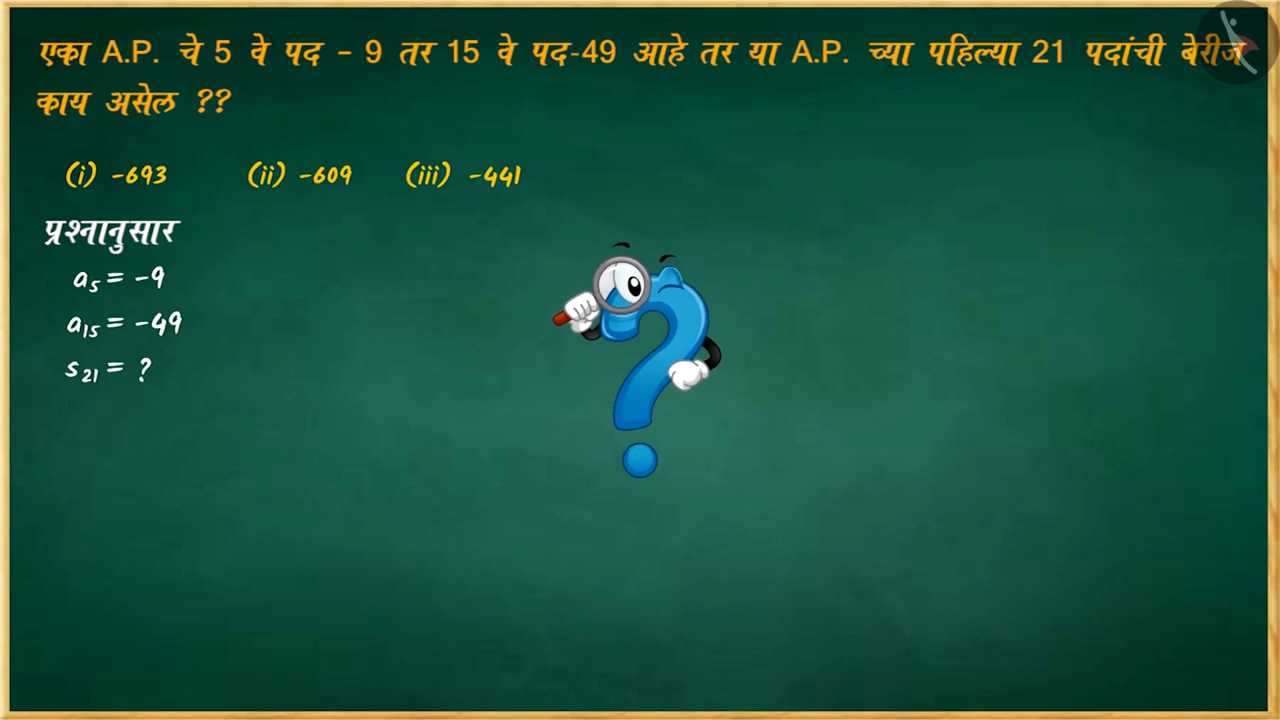 एका A.P. चे 5 वे पद – 9 तर 15 वे पद-49 आहे तर या A.P. च्या पहिल्या 21 पदांची बेरीज
काय असेल ??
(i) -693 (ii) -609 (iii) -441
प्रश्नानुसार
a₅ = -9
a₁₅ = -49
s₂₁ = ?